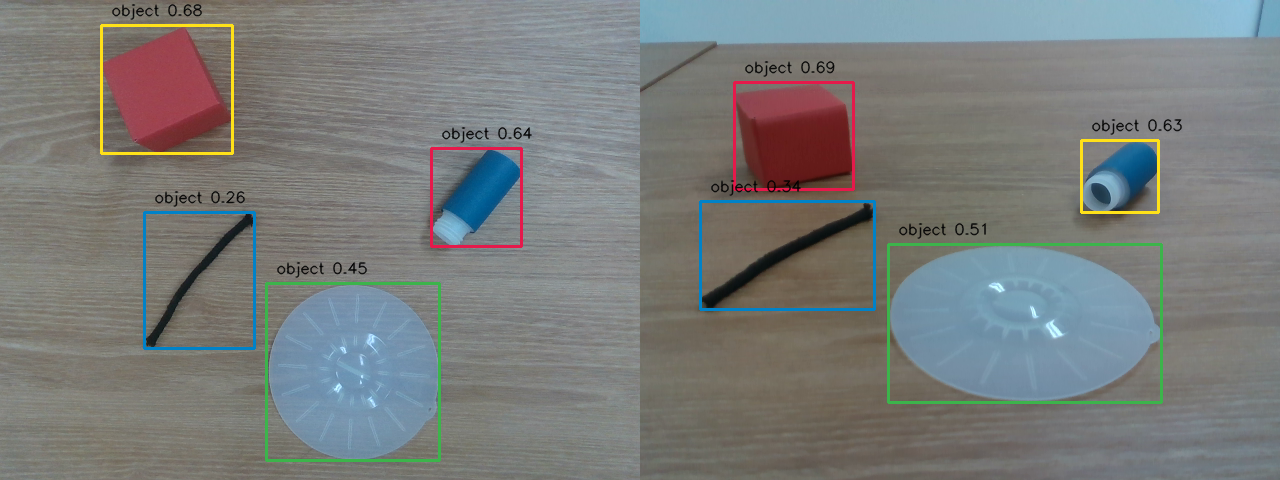 object 0.68
object 0.64
object 0.26
object 0.45
object 0.69
object 0.63
object 0.34
object 0.51